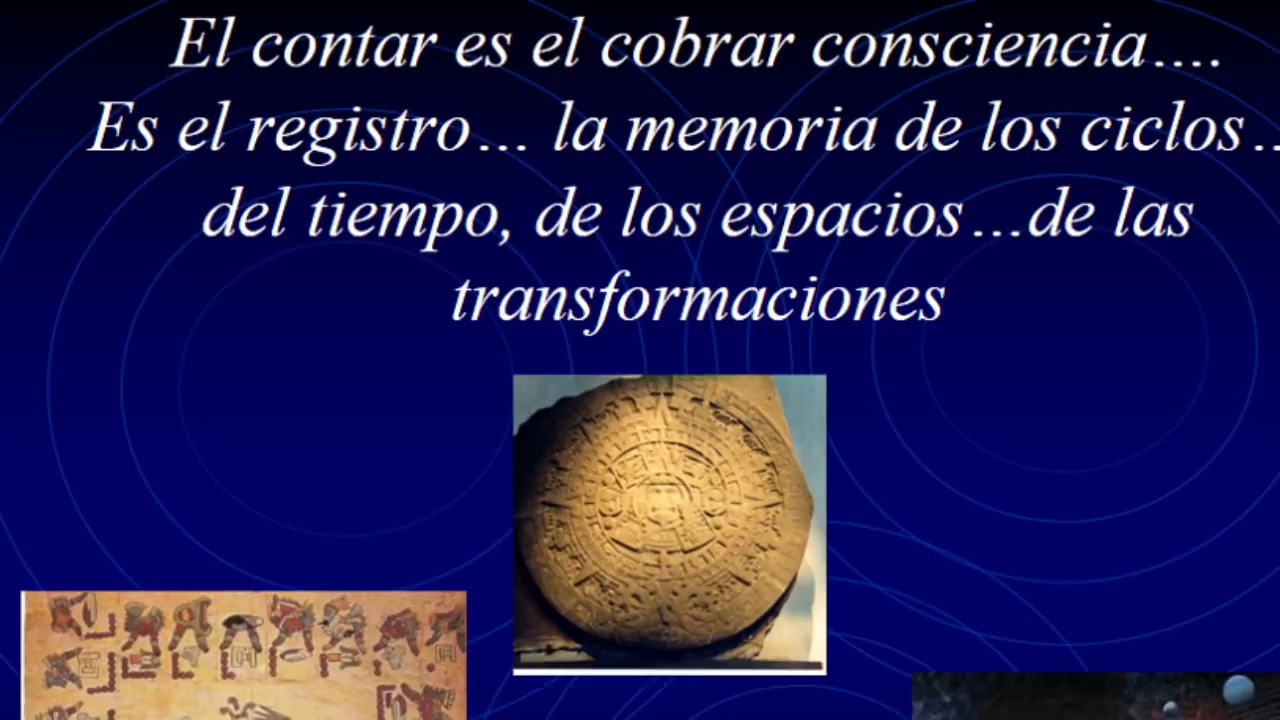 El contar es el cobrar consciencia....
Es el registro... la memoria de los ciclos..
del tiempo, de los espacios...de las
transformaciones